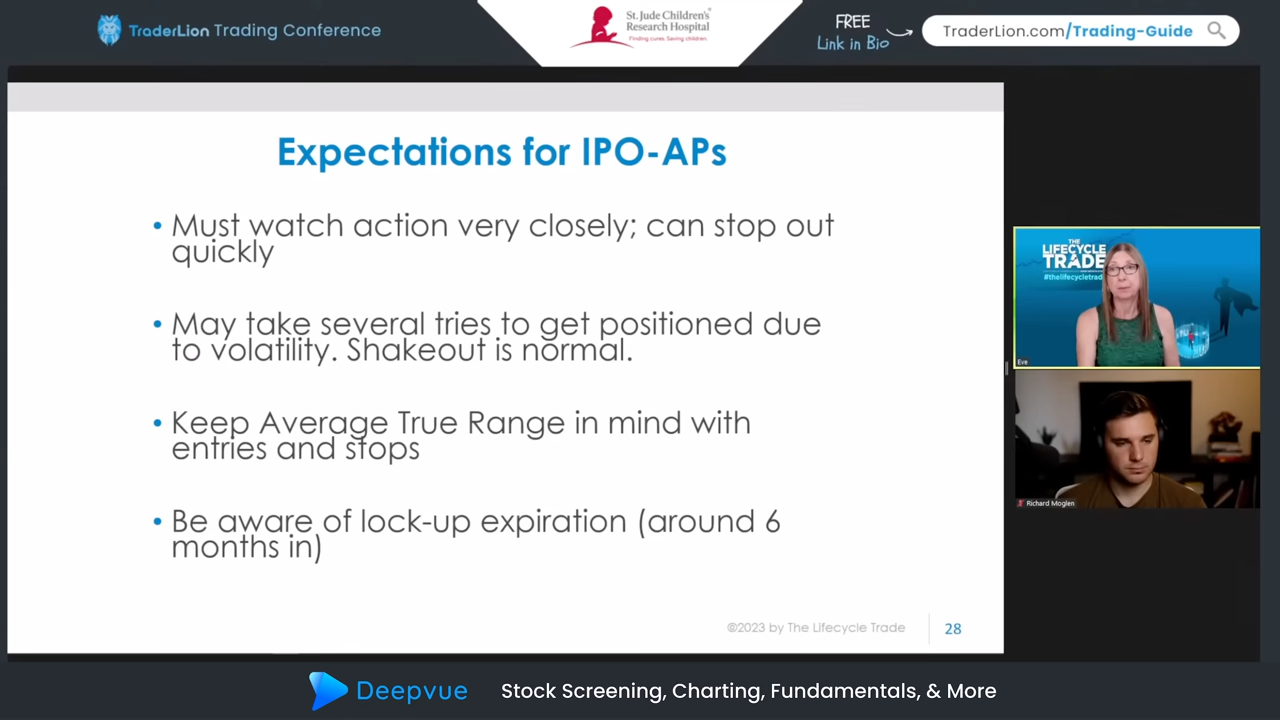 TraderLion Trading Conference
St. Jude Children's
Research Hospital
Finding cures. Saving children.
FREE
Link in Bio
TraderLion.com/Trading-Guide
Expectations for IPO-APs
• Must watch action very closely; can stop out
quickly
• May take several tries to get positioned due
to volatility. Shakeout is normal.
• Keep Average True Range in mind with
entries and stops
• Be aware of lock-up expiration (around 6
months in)
©2023 by The Lifecycle Trade
28
THE
LIFECYCLE
TRADE
#thelifecycletrad
Eve
Richard Moglen
Deepvue
Stock Screening, Charting, Fundamentals, & More